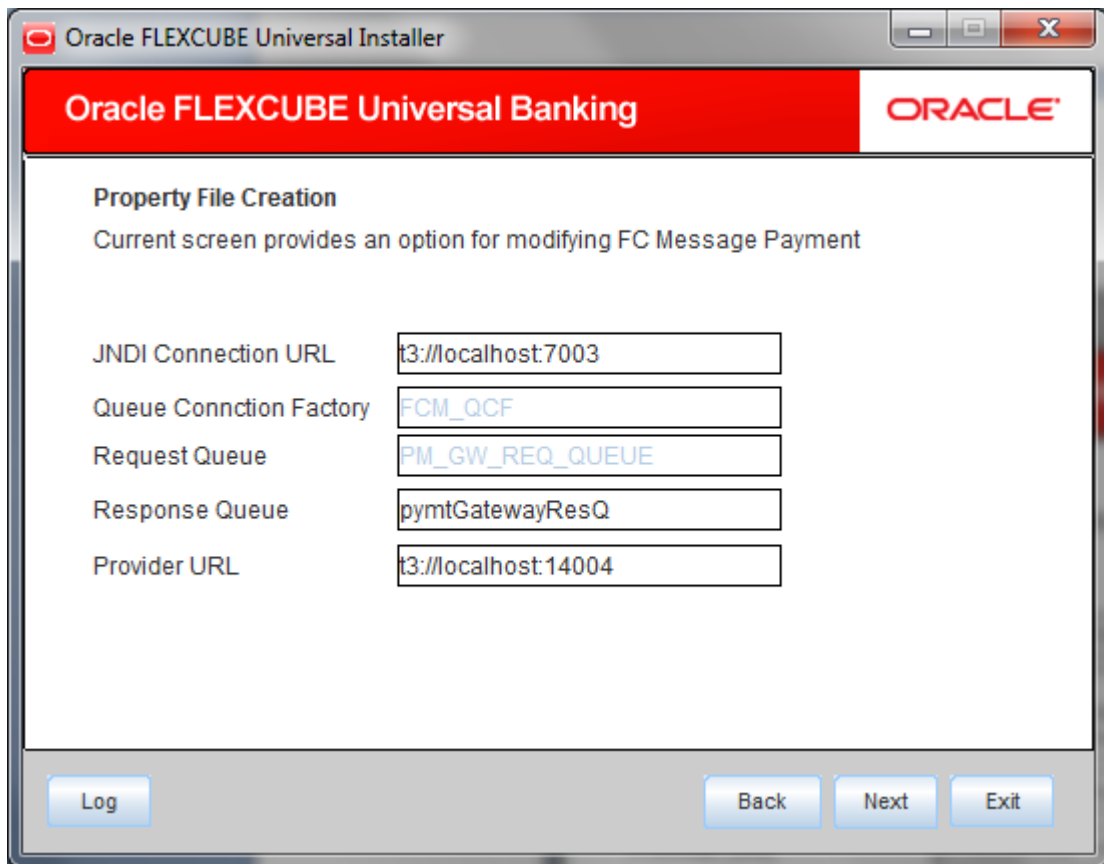 Oracle FLEXCUBE Universal Installer
Oracle FLEXCUBE Universal Banking
ORACLE
Property File Creation
Current screen provides an option for modifying FC Message Payment
JNDI Connection URL t3://localhost:7003
Queue Connction Factory FCM_QCF
Request Queue PM_GW_REQ_QUEUE
Response Queue pymtGatewayResQ
Provider URL t3://localhost:14004
Log Back Next Exit